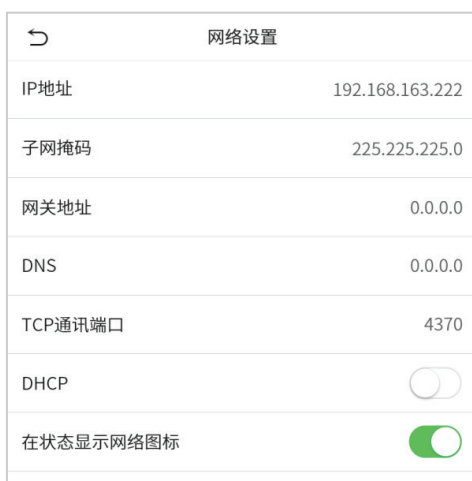 网络设置
IP地址 192.168.163.222
子网掩码 225.225.225.0
网关地址 0.0.0.0
DNS 0.0.0.0
TCP通讯端口 4370
DHCP
在状态显示网络图标